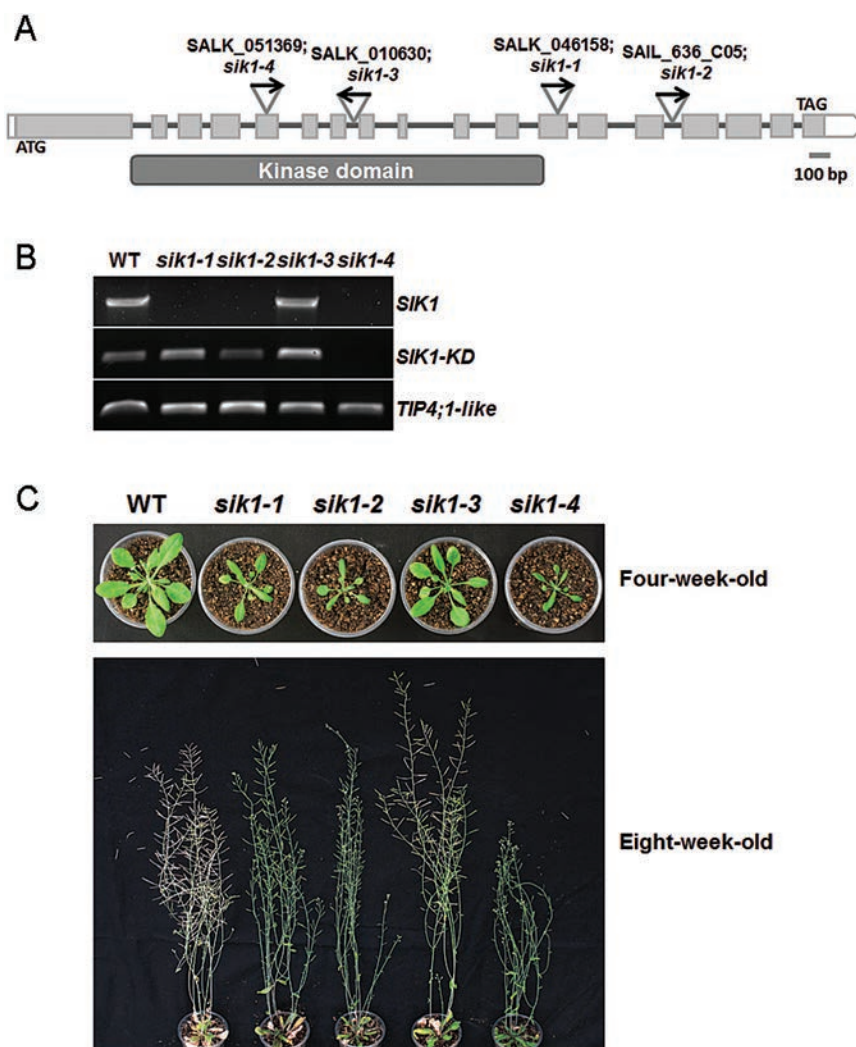 A
SALK_051369;
sik1-4
SALK_010630;
sik1-3
SALK_046158;
sik1-1
SAIL_636_C05;
sik1-2
ATG
TAG
Kinase domain
100 bp
B
WT sik1-1 sik1-2 sik1-3 sik1-4
SIK1
SIK1-KD
TIP4;1-like
C
WT sik1-1 sik1-2 sik1-3 sik1-4
Four-week-old
Eight-week-old